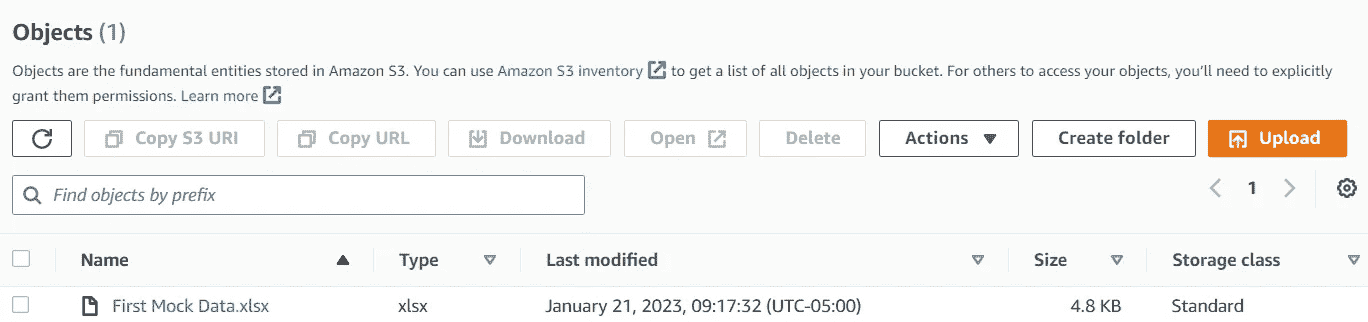 Objects (1)
Objects are the fundamental entities stored in Amazon S3. You can use Amazon S3 inventory to get a list of all objects in your bucket. For others to access your objects, you'll need to explicitly
grant them permissions. Learn more
Copy S3 URI Copy URL Download Open Delete Actions Create folder Upload
Find objects by prefix 1
Name Type Last modified Size Storage class
First Mock Data.xlsx xlsx January 21, 2023, 09:17:32 (UTC-05:00) 4.8 KB Standard